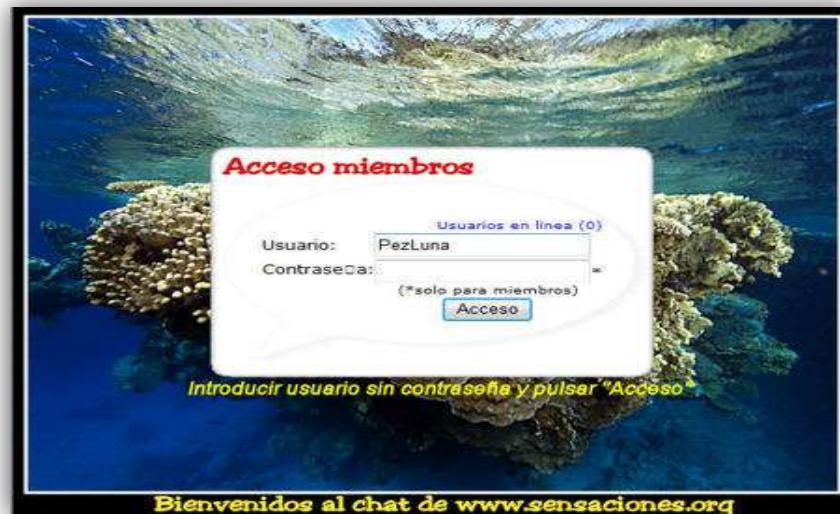 Acceso miembros
Usuarios en linea (0)
Usuario: PezLuna
Contrase□a: *
(*solo para miembros)
Acceso
Introducir usuario sin contraseña y pulsar "Acceso"
Bienvenidos al chat de www.sensaciones.org